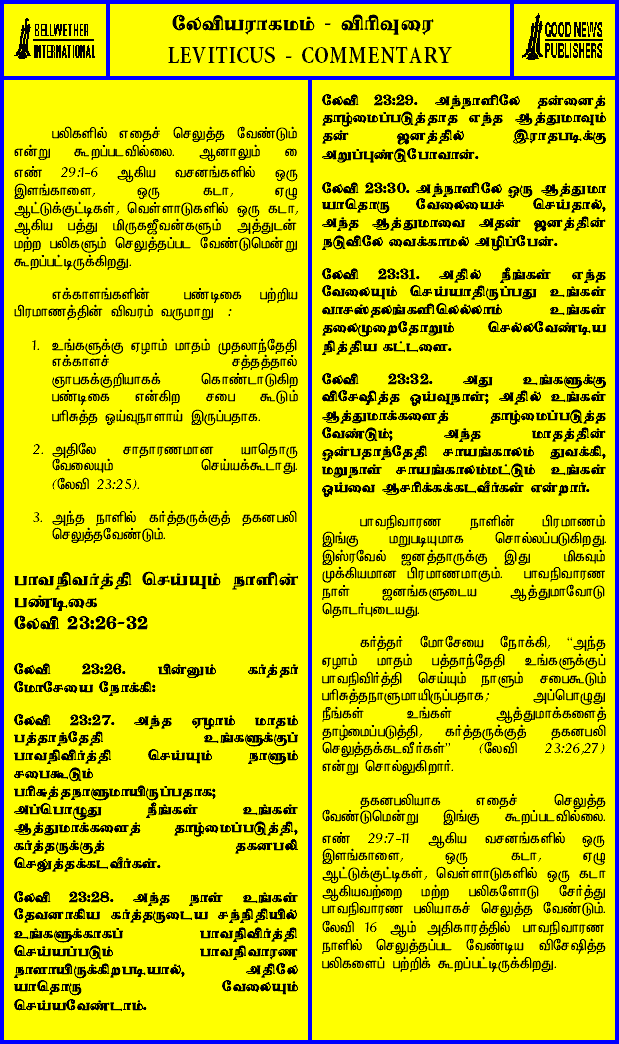 BELLWETHER
INTERNATIONAL
லேவியராகமம் - விரிவுரை
LEVITICUS - COMMENTARY
GOOD NEWS
PUBLISHERS
பலிகளில் எதைச் செலுத்த வேண்டும்
என்று கூறப்படவில்லை. ஆனாலும் லை
எண் 29:1-6 ஆகிய வசனங்களில் ஒரு
இளங்காளை, ஒரு கடா, ஏழு
ஆட்டுக்குட்டிகள், வெள்ளாடுகளில் ஒரு கடா,
ஆகிய பத்து மிருகஜீவன்களும் அத்துடன்
மற்ற பலிகளும் செலுத்தப்பட வேண்டுமென்று
கூறப்பட்டிருக்கிறது.
எக்காளங்களின் பண்டிகை பற்றிய
பிரமாணத்தின் விவரம் வருமாறு :
1. உங்களுக்கு ஏழாம் மாதம் முதலாந்தேதி
எக்காளச் சத்தத்தால்
ஞாபகக்குறியாகக் கொண்டாடுகிற
பண்டிகை என்கிற சபை கூடும்
பரிசுத்த ஒய்வுநாளாய் இருப்பதாக.
2. அதிலே சாதாரணமான யாதொரு
வேலையும் செய்யக்கூடாது.
(லேவி 23:25).
3. அந்த நாளில் கர்த்தருக்குத் தகனபலி
செலுத்தவேண்டும்.
பாவநிவர்த்தி செய்யும் நாளின்
பண்டிகை
லேவி 23:26-32
லேவி 23:26. பின்னும் கர்த்தர்
மோசேயை நோக்கி:
லேவி 23:27. அந்த ஏழாம் மாதம்
பத்தாந்தேதி உங்களுக்குப்
பாவநிவிர்த்தி செய்யும் நாளும்
சபைகூடும்
பரிசுத்தநாளுமாயிருப்பதாக;
அப்பொழுது நீங்கள் உங்கள்
ஆத்துமாக்களைத் தாழ்மைப்படுத்தி,
கர்த்தருக்குத் தகனபலி
செலுத்தக்கடவீர்கள்.
லேவி 23:28. அந்த நாள் உங்கள்
தேவனாகிய கர்த்தருடைய சந்நிதியில்
உங்களுக்காகப் பாவநிவிர்த்தி
செய்யப்படும் பாவநிவாரண
நாளாயிருக்கிறபடியால், அதிலே
யாதொரு வேலையும்
செய்யவேண்டாம்.
லேவி 23:29. அந்நாளிலே தன்னைத்
தாழ்மைப்படுத்தாத எந்த ஆத்துமாவும்
தன் ஜனத்தில் இராதபடிக்கு
அறுப்புண்டுபோவான்.
லேவி 23:30. அந்நாளிலே ஒரு ஆத்துமா
யாதொரு வேலையைச் செய்தால்,
அந்த ஆத்துமாவை அதன் ஜனத்தின்
நடுவிலே வைக்காமல் அழிப்பேன்.
லேவி 23:31. அதில் நீங்கள் எந்த
வேலையும் செய்யாதிருப்பது உங்கள்
வாசஸ்தலங்களிலெல்லாம் உங்கள்
தலைமுறைதோறும் செல்லவேண்டிய
நித்திய கட்டளை.
லேவி 23:32. அது உங்களுக்கு
விசேஷித்த ஓய்வுநாள்; அதில் உங்கள்
ஆத்துமாக்களைத் தாழ்மைப்படுத்த
வேண்டும்; அந்த மாதத்தின்
ஒன்பதாந்தேதி சாயங்காலம் துவக்கி,
மறுநாள் சாயங்காலம்மட்டும் உங்கள்
ஓய்வை ஆசரிக்கக்கடவீர்கள் என்றார்.
பாவநிவாரண நாளின் பிரமாணம்
இங்கு மறுபடியுமாக சொல்லப்படுகிறது.
இஸ்ரவேல் ஜனத்தாருக்கு இது மிகவும்
முக்கியமான பிரமாணமாகும். பாவநிவாரண
நாள் ஜனங்களுடைய ஆத்துமாவோடு
தொடர்புடையது.
கர்த்தர் மோசேயை நோக்கி, “அந்த
ஏழாம் மாதம் பத்தாந்தேதி உங்களுக்குப்
பாவநிவிர்த்தி செய்யும் நாளும் சபைகூடும்
பரிசுத்தநாளுமாயிருப்பதாக; அப்பொழுது
நீங்கள் உங்கள் ஆத்துமாக்களைத்
தாழ்மைப்படுத்தி, கர்த்தருக்குத் தகனபலி
செலுத்தக்கடவீர்கள்” (லேவி 23:26,27)
என்று சொல்லுகிறார்.
தகனபலியாக எதைச் செலுத்த
வேண்டுமென்று இங்கு கூறப்படவில்லை.
எண் 29:7-11 ஆகிய வசனங்களில் ஒரு
இளங்காளை, ஒரு கடா, ஏழு
ஆட்டுக்குட்டிகள், வெள்ளாடுகளில் ஒரு கடா
ஆகியவற்றை மற்ற பலிகளோடு சேர்த்து
பாவநிவாரண பலியாகச் செலுத்த வேண்டும்.
லேவி 16 ஆம் அதிகாரத்தில் பாவநிவாரண
நாளில் செலுத்தப்பட வேண்டிய விசேஷித்த
பலிகளைப் பற்றிக் கூறப்பட்டிருக்கிறது.